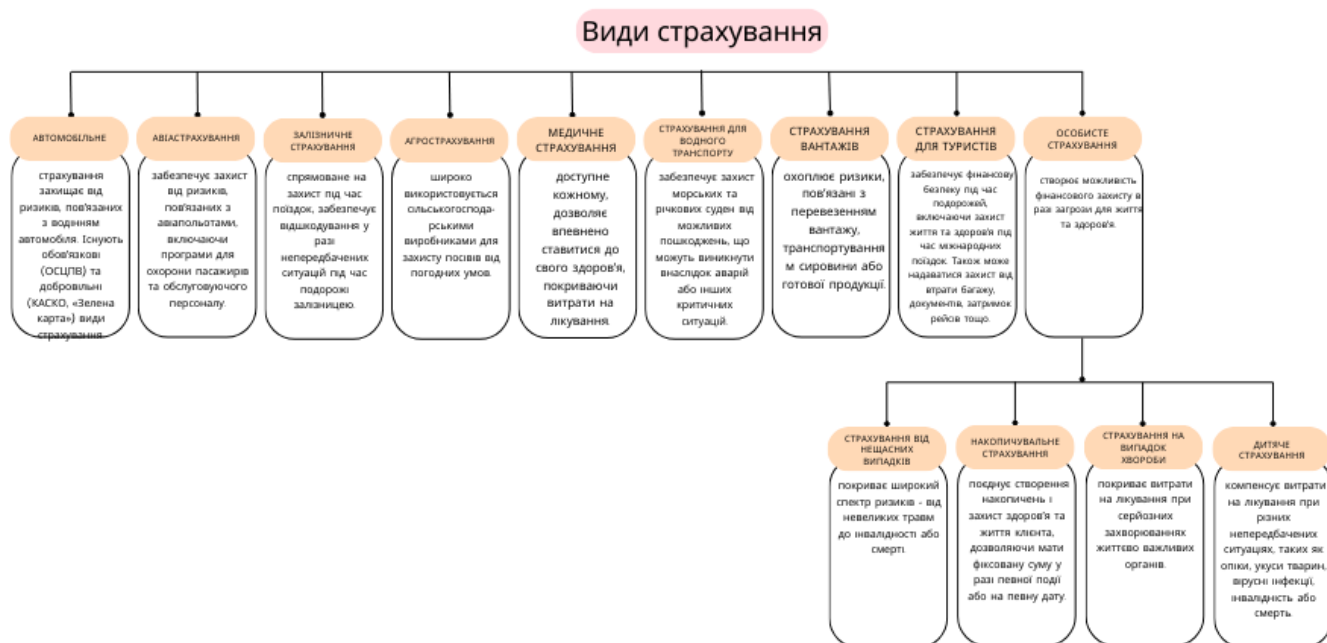 Види страхування
АВТОМОБІЛЬНЕ
страхування
захищає від
ризиків, пов'язаних
з водінням
автомобіля. Існують
обов'язкові
(ОСЦПВ) та
добровільні
(КАСКО, «Зелена
карта») види
страхування
АВІАСТРАХУВАННЯ
забезпечує захист
від ризиків,
пов'язаних з
авіапольотами,
включаючи
програми для
охорони пасажирів
та обслуговуючого
персоналу.
ЗАЛІЗНИЧНЕ
СТРАХУВАННЯ
спрямоване на
захист під час
поїздок, забезпечує
відшкодування у
разі
непередбачених
ситуацій під час
подорожі
залізницею.
АГРОСТРАХУВАННЯ
широко
використовується
сільськогоспода-
рськими
виробниками для
захисту посівів від
погодних умов.
МЕДИЧНЕ
СТРАХУВАННЯ
доступне
кожному,
дозволяє
впевнено
ставитися до
свого здоров'я,
покриваючи
витрати на
лікування.
СТРАХУВАННЯ ДЛЯ
ВОДНОГО
ТРАНСПОРТУ
забезпечує захист
морських та
річкових суден від
можливих
пошкоджень, що
можуть виникнути
внаслідок аварій
або інших
критичних
ситуацій.
СТРАХУВАННЯ
ВАНТАЖІВ
охоплює ризики,
пов'язані з
перевезенням
вантажу,
транспортування
м сировини або
готової продукції.
СТРАХУВАННЯ
ДЛЯ ТУРИСТІВ
забезпечує фінансову
безпеку під час
подорожей,
включаючи захист
життя та здоров'я під
час міжнародних
поїздок. Також може
надаватися захист від
втрати багажу,
документів, затримок
рейсів тощо.
ОСОБИСТЕ
СТРАХУВАННЯ
створює можливість
фінансового захисту в
разі загрози для життя
та здоров'я.
СТРАХУВАННЯ ВІД
НЕЩАСНИХ
ВИПАДКІВ
покриває широкий
спектр ризиків - від
невеликих травм
до інвалідності або
смерті.
НАКОПИЧУВАЛЬНЕ
СТРАХУВАННЯ
поєднує створення
накопичень і
захист здоров'я та
життя клієнта,
дозволяючи мати
фіксовану суму у
разі певної події
або на певну дату.
СТРАХУВАННЯ НА
ВИПАДОК
ХВОРОБИ
покриває витрати
на лікування при
серйозних
захворюваннях
життєво важливих
органів.
ДИТЯЧЕ
СТРАХУВАННЯ
компенсує витрати
на лікування при
різних
непередбачених
ситуаціях, таких як
опіки, укуси тварин,
вірусні інфекції,
інвалідність або
смерть.